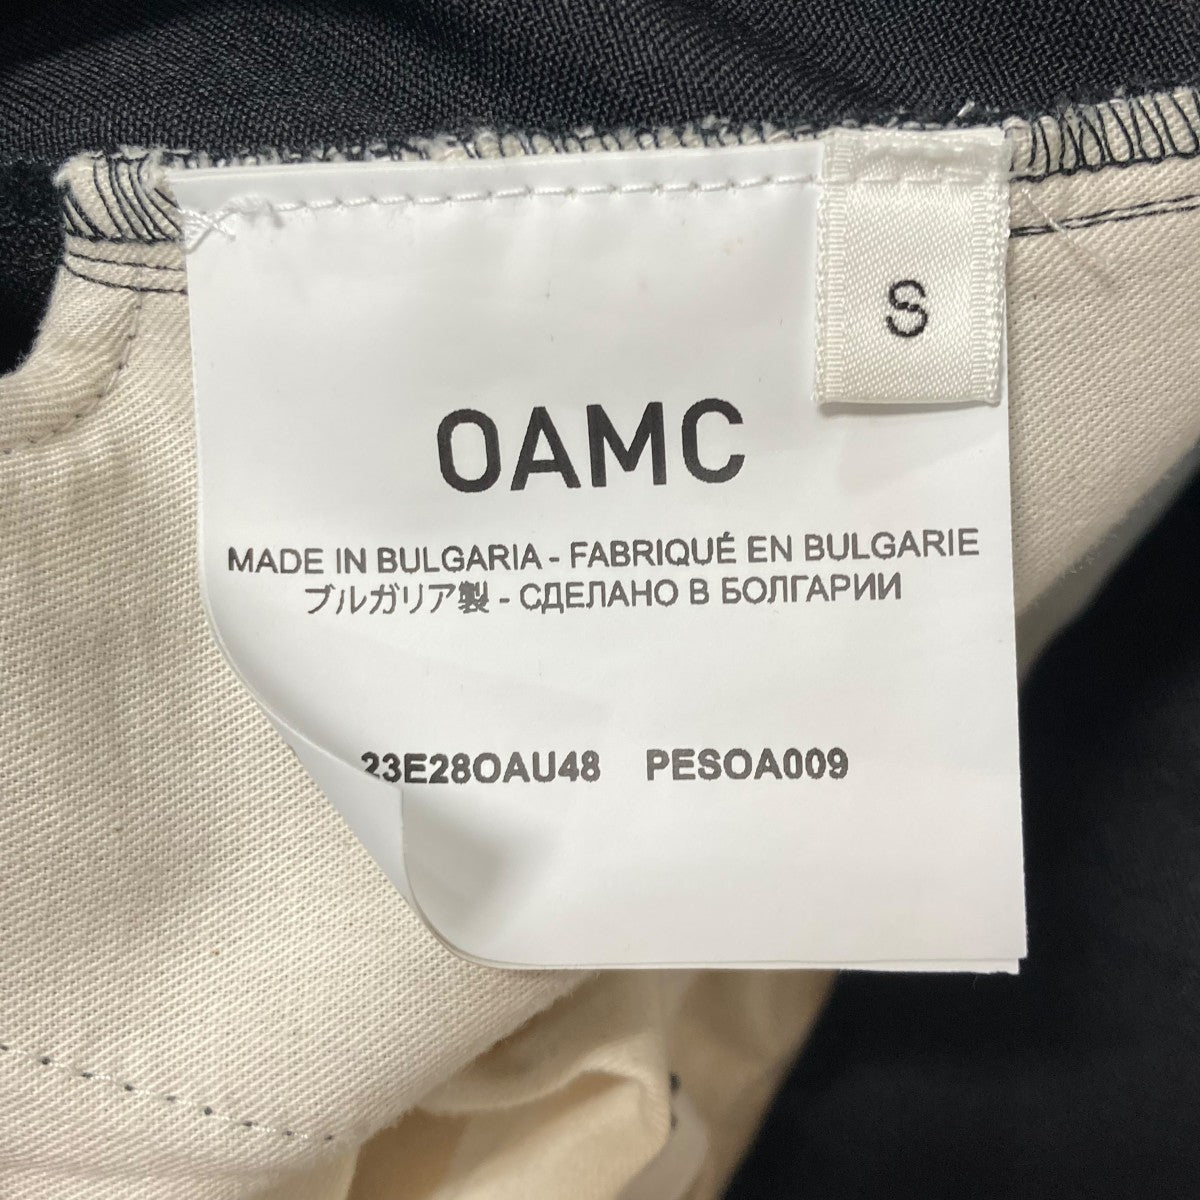 S
OAMC
MADE IN BULGARIA - FABRIQUÉ EN BULGARIE
ブルガリア製 - СДЕЛАНО В БОЛГАРИИ
23E28OAU48 PESOA009